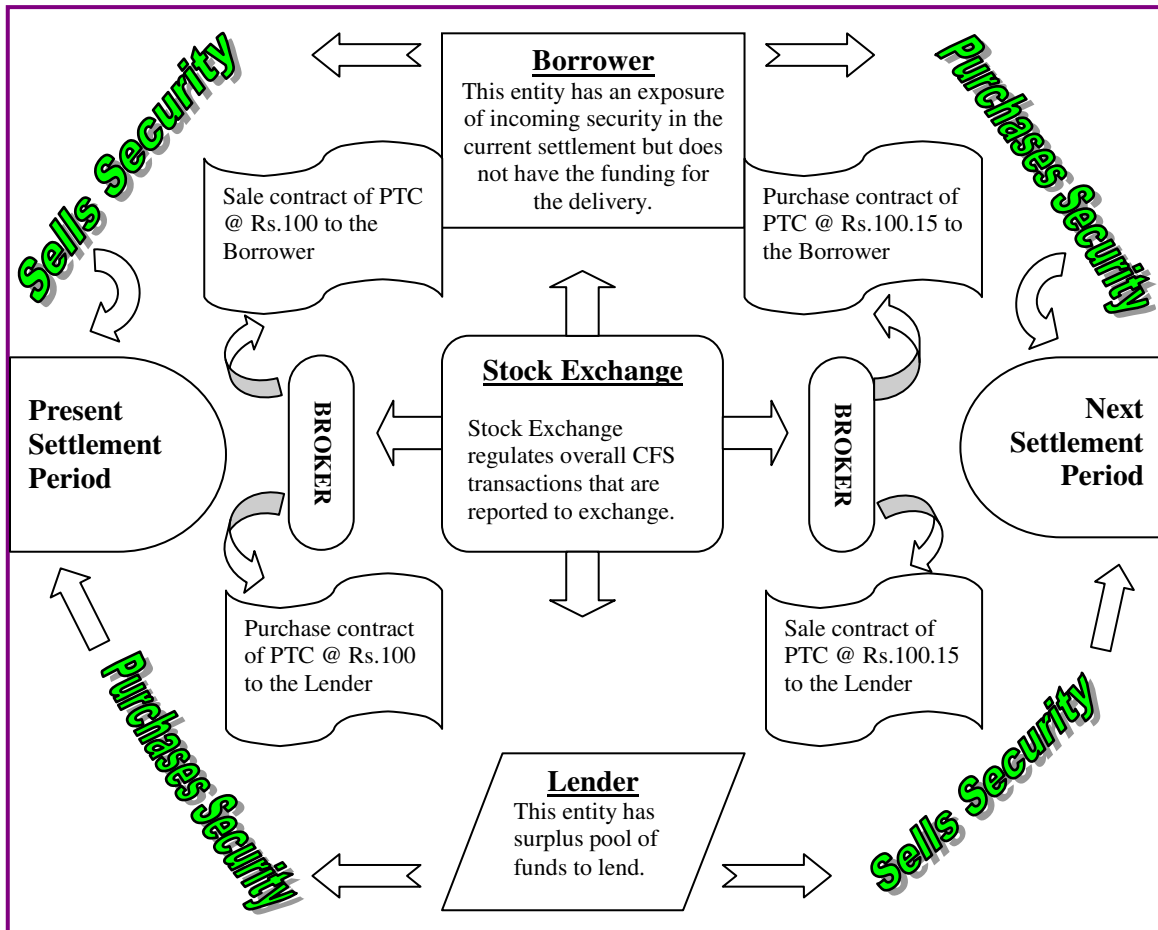 Sells Security
Borrower
This entity has an exposure
of incoming security in the
current settlement but does
not have the funding for
the delivery.
Purchases Security
Sale contract of PTC
@ Rs.100 to the
Borrower
Purchase contract of
PTC @ Rs.100.15 to
the Borrower
Present
Settlement
Period
BROKER
Stock Exchange
Stock Exchange
regulates overall CFS
transactions that are
reported to exchange.
BROKER
Next
Settlement
Period
Purchase contract
of PTC @ Rs.100
to the Lender
Sale contract of
PTC @ Rs.100.15
to the Lender
Purchases Security
Lender
This entity has
surplus pool of
funds to lend.
Sells Security